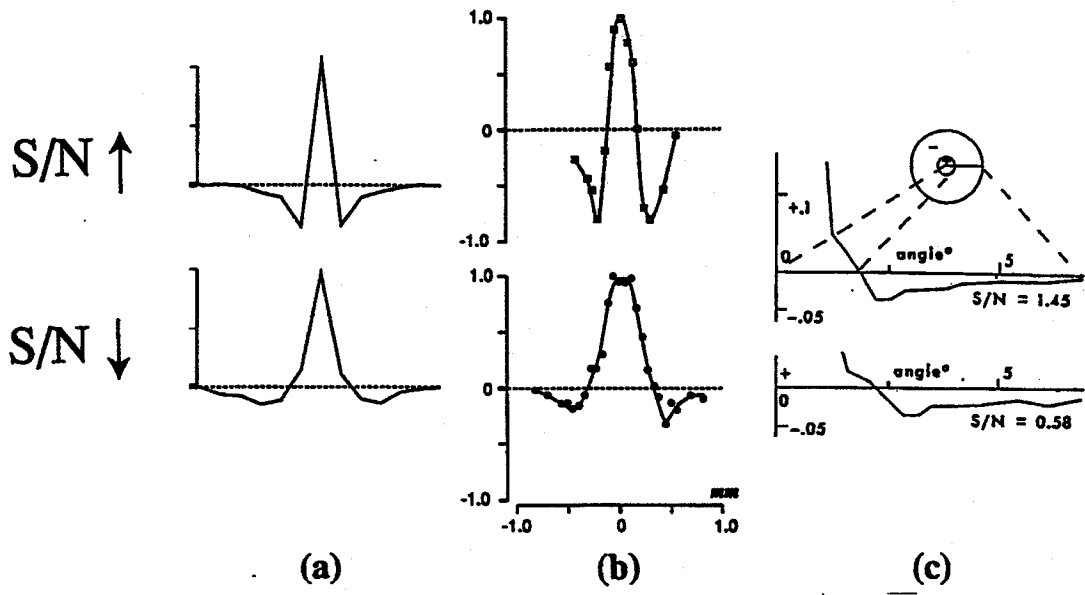 S/N ↑
S/N ↓
1.0
0
-1.0
1.0
0
-1.0
mm
-1.0
0
1.0
-
+
+.1
0
angle°
5
S/N = 1.45
-.05
+
angle°
5
0
S/N = 0.58
-.05
(a)
(b)
(c)